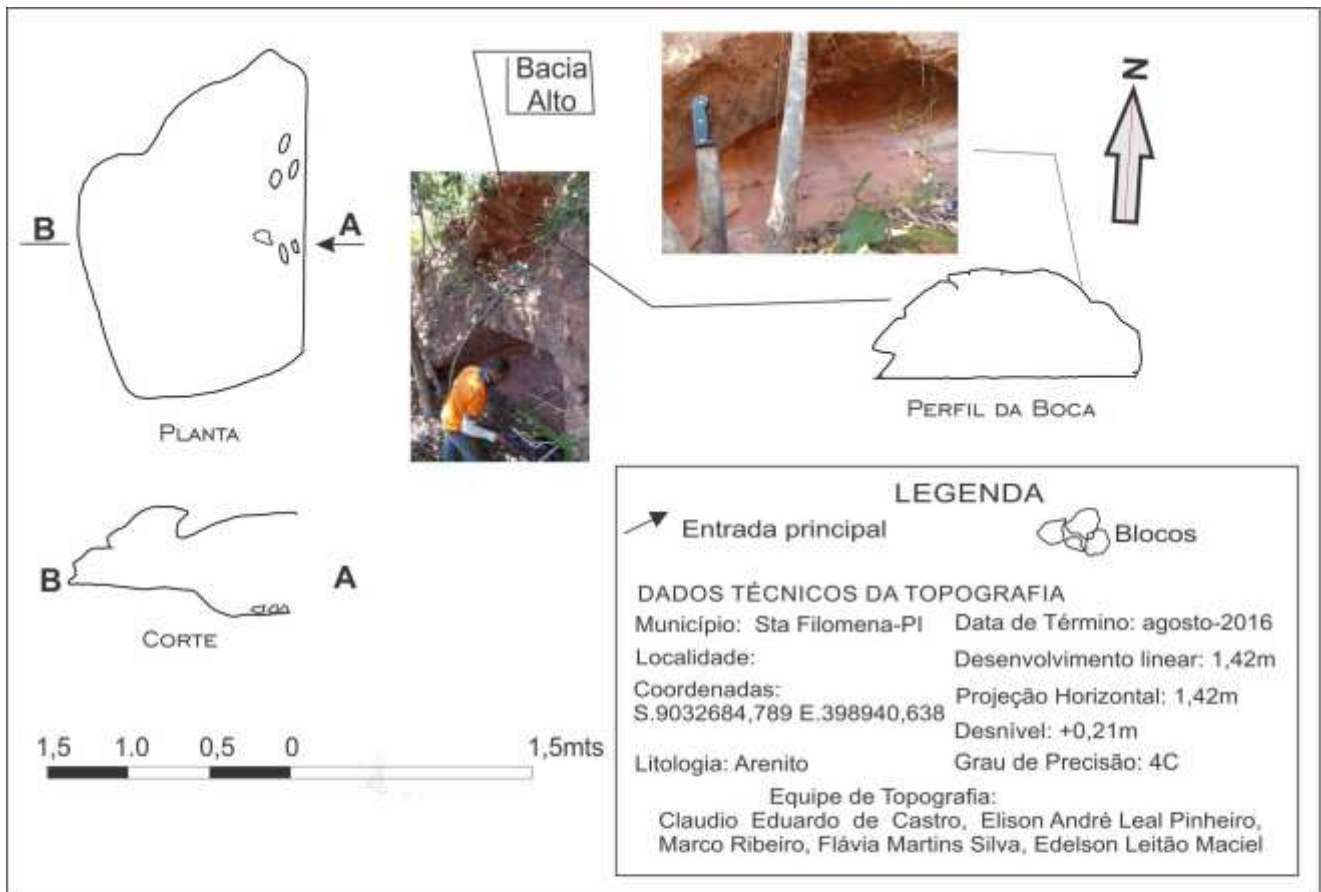 Bacia
Alto
N
B
A
PLANTA
PERFIL DA BOCA
B
A
CORTE
1,5 1.0 0,5 0 1,5mts
LEGENDA
Entrada principal
Blocos
DADOS TÉCNICOS DA TOPOGRAFIA
Município: Sta Filomena-PI
Data de Término: agosto-2016
Localidade:
Desenvolvimento linear: 1,42m
Coordenadas:
S.9032684,789 E.398940,638
Projeção Horizontal: 1,42m
Desnível: +0,21m
Litologia: Arenito
Grau de Precisão: 4C
Equipe de Topografia:
Claudio Eduardo de Castro, Elison André Leal Pinheiro,
Marco Ribeiro, Flávia Martins Silva, Edelson Leitão Maciel